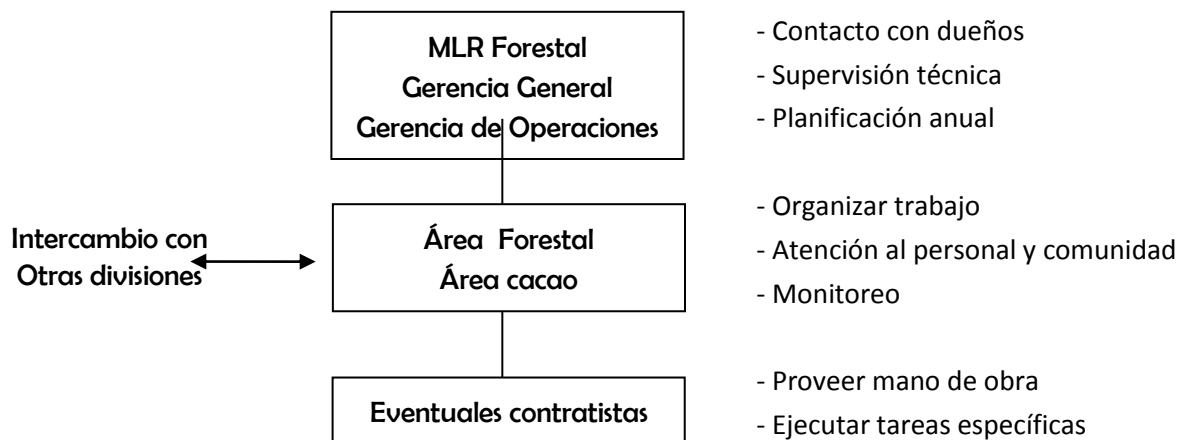 MLR Forestal
Gerencia General
Gerencia de Operaciones
- Contacto con dueños
- Supervisión técnica
- Planificación anual
Intercambio con
Otras divisiones
Área Forestal
Área cacao
- Organizar trabajo
- Atención al personal y comunidad
- Monitoreo
Eventuales contratistas
- Proveer mano de obra
- Ejecutar tareas específicas